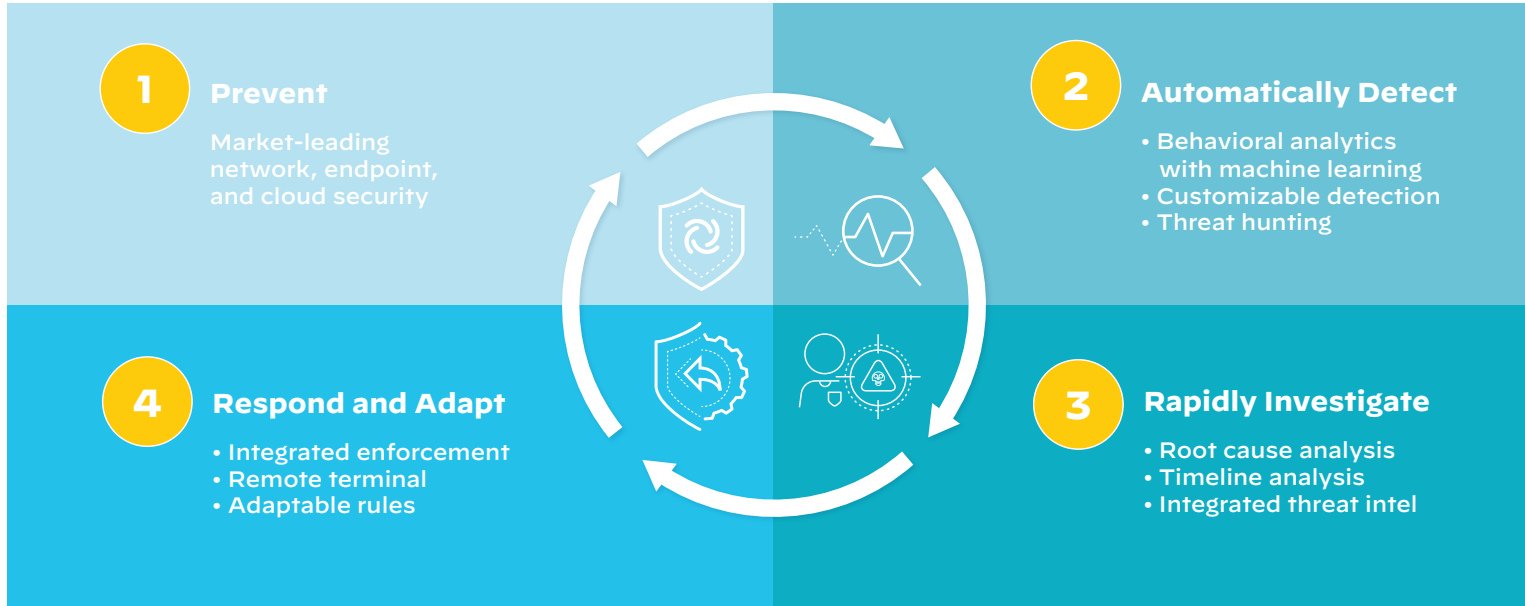 1
Prevent
Market-leading
network, endpoint,
and cloud security
2
Automatically Detect
• Behavioral analytics
with machine learning
• Customizable detection
• Threat hunting
3
Rapidly Investigate
• Root cause analysis
• Timeline analysis
• Integrated threat intel
4
Respond and Adapt
• Integrated enforcement
• Remote terminal
• Adaptable rules